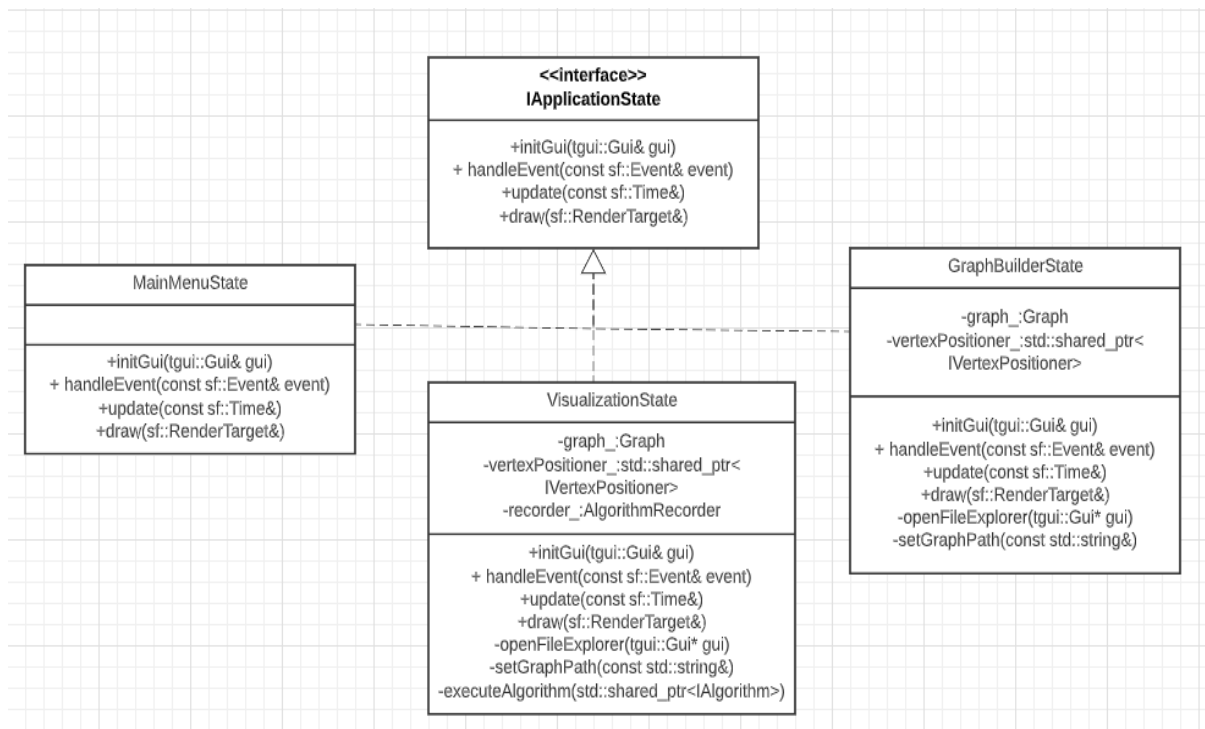 <<interface>>
IApplicationState
+initGui(tgui::Gui& gui)
+ handleEvent(const sf::Event& event)
+update(const sf::Time&)
+draw(sf::RenderTarget&)
MainMenuState
+initGui(tgui::Gui& gui)
+ handleEvent(const sf::Event& event)
+update(const sf::Time&)
+draw(sf::RenderTarget&)
VisualizationState
-graph_:Graph
-vertexPositioner_:std::shared_ptr<
IVertexPositioner>
-recorder_:AlgorithmRecorder
+initGui(tgui::Gui& gui)
+ handleEvent(const sf::Event& event)
+update(const sf::Time&)
+draw(sf::RenderTarget&)
-openFileExplorer(tgui::Gui* gui)
-setGraphPath(const std::string&)
-executeAlgorithm(std::shared_ptr<IAlgorithm>)
GraphBuilderState
-graph_:Graph
-vertexPositioner_:std::shared_ptr<
IVertexPositioner>
+initGui(tgui::Gui& gui)
+ handleEvent(const sf::Event& event)
+update(const sf::Time&)
+draw(sf::RenderTarget&)
-openFileExplorer(tgui::Gui* gui)
-setGraphPath(const std::string&)